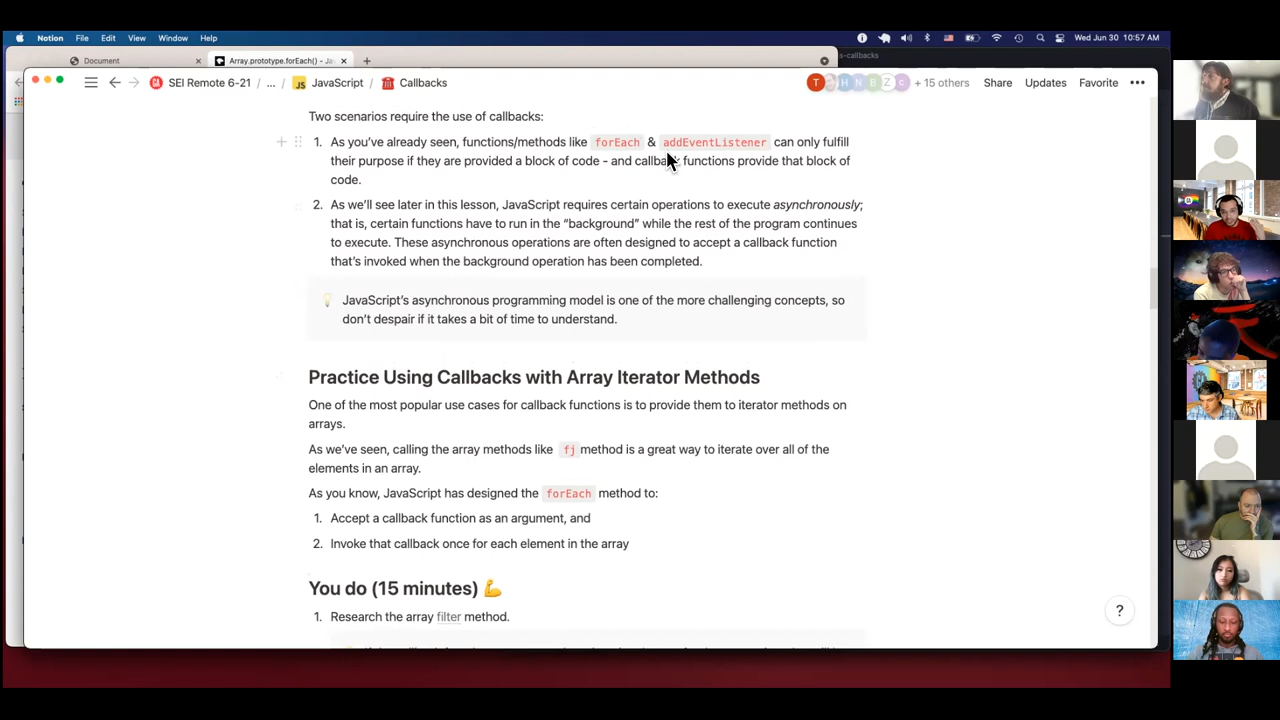 Notion File Edit View Window Help Wed Jun 30 10:57 AM
Document Array.prototype.forEach() - Ja s-callbacks
SEI Remote 6-21 / ... / JS JavaScript / Callbacks T H N B Z C + 15 others Share Updates Favorite •••
Two scenarios require the use of callbacks:
1. As you've already seen, functions/methods like forEach & addEventListener can only fulfill
their purpose if they are provided a block of code - and callback functions provide that block of
code.
2. As we'll see later in this lesson, JavaScript requires certain operations to execute asynchronously;
that is, certain functions have to run in the “background” while the rest of the program continues
to execute. These asynchronous operations are often designed to accept a callback function
that's invoked when the background operation has been completed.
JavaScript's asynchronous programming model is one of the more challenging concepts, so
don't despair if it takes a bit of time to understand.
Practice Using Callbacks with Array Iterator Methods
One of the most popular use cases for callback functions is to provide them to iterator methods on
arrays.
As we've seen, calling the array methods like fj method is a great way to iterate over all of the
elements in an array.
As you know, JavaScript has designed the forEach method to:
1. Accept a callback function as an argument, and
2. Invoke that callback once for each element in the array
You do (15 minutes) 💪
1. Research the array filter method.
?